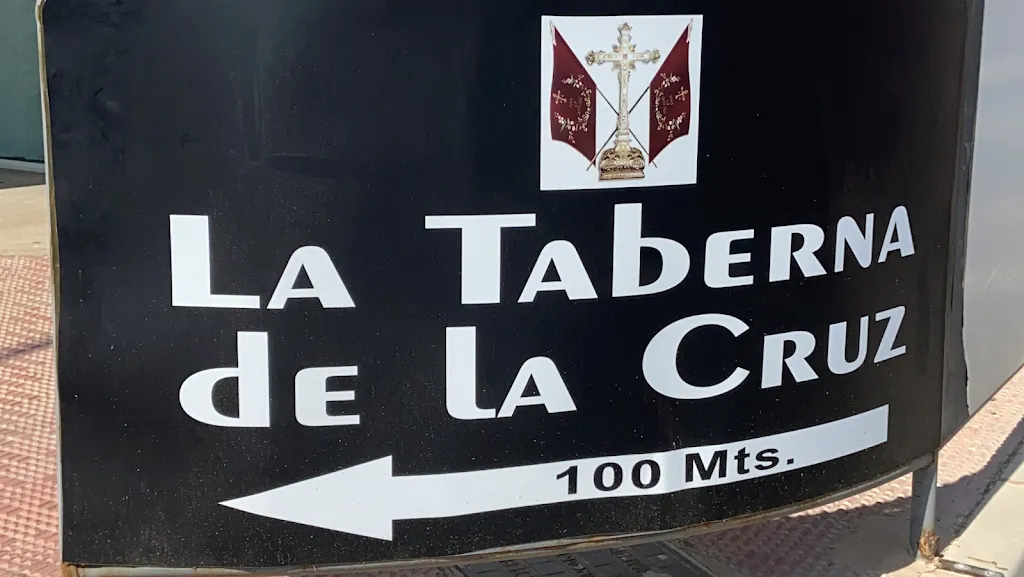 La Taberna
de la Cruz
100 Mts.